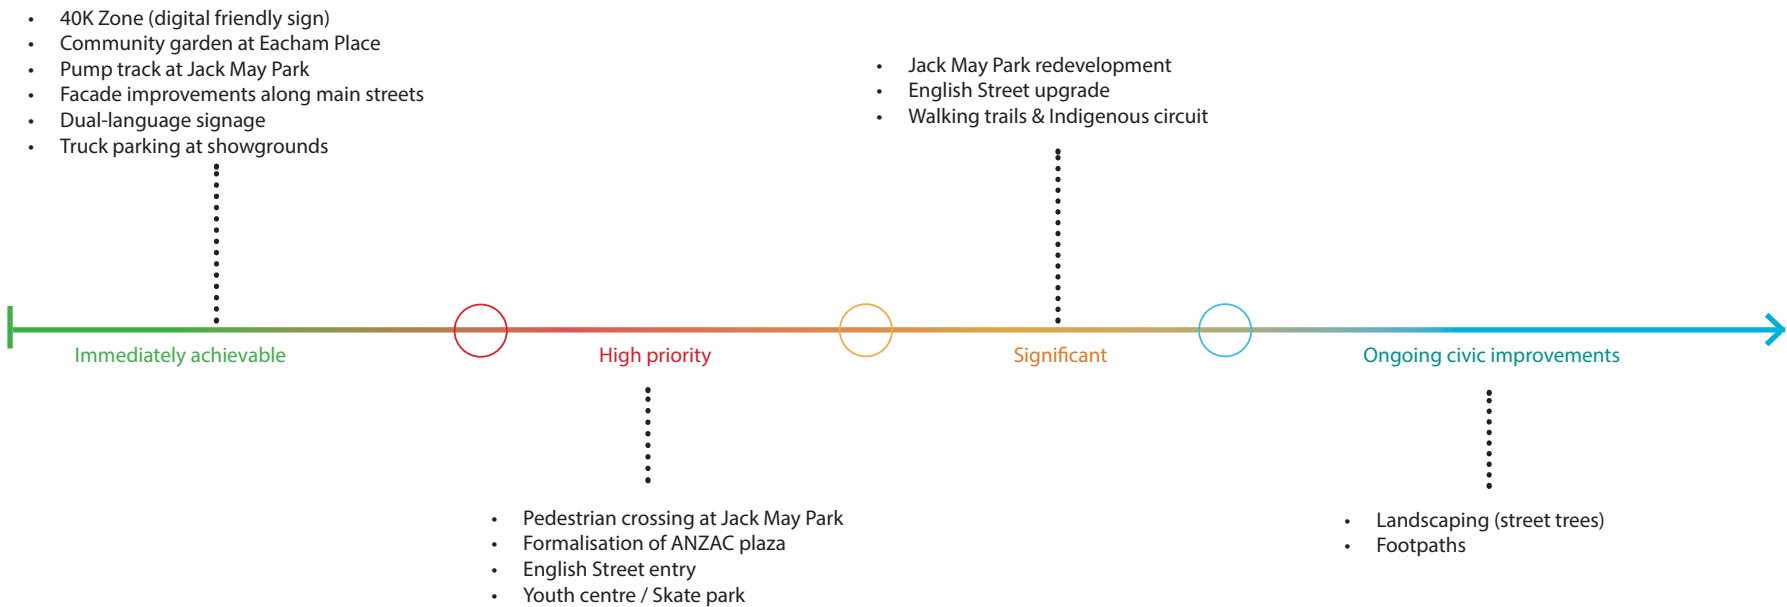 • 40K Zone (digital friendly sign)
• Community garden at Eacham Place
• Pump track at Jack May Park
• Facade improvements along main streets
• Dual-language signage
• Truck parking at showgrounds
• Jack May Park redevelopment
• English Street upgrade
• Walking trails & Indigenous circuit
Immediately achievable
High priority
Significant
Ongoing civic improvements
• Pedestrian crossing at Jack May Park
• Formalisation of ANZAC plaza
• English Street entry
• Youth centre / Skate park
• Landscaping (street trees)
• Footpaths